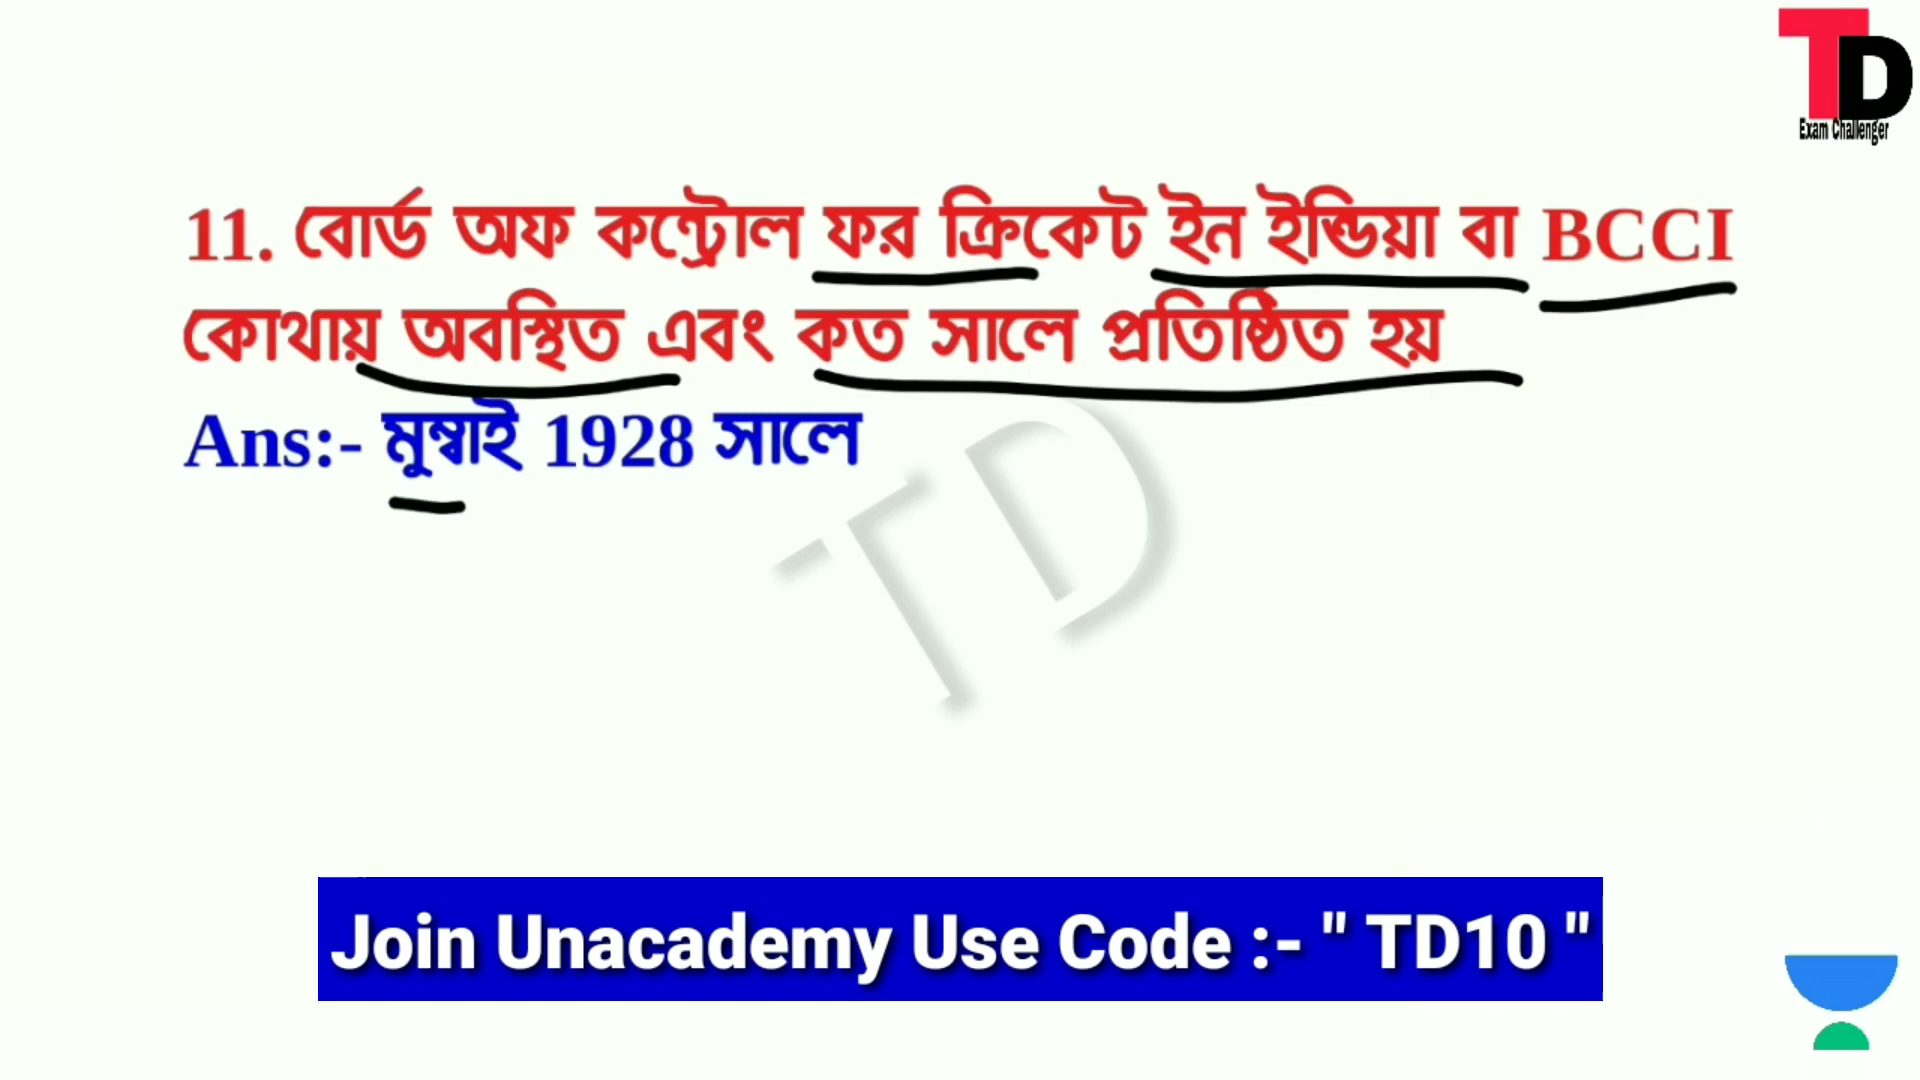 TD
Exam Challenger
11. বোর্ড অফ কন্ট্রোল ফর ক্রিকেট ইন ইন্ডিয়া বা BCCI
কোথায় অবস্থিত এবং কত সালে প্রতিষ্ঠিত হয়
Ans:- মুম্বাই 1928 সালে
TD
Join Unacademy Use Code :- " TD10 "